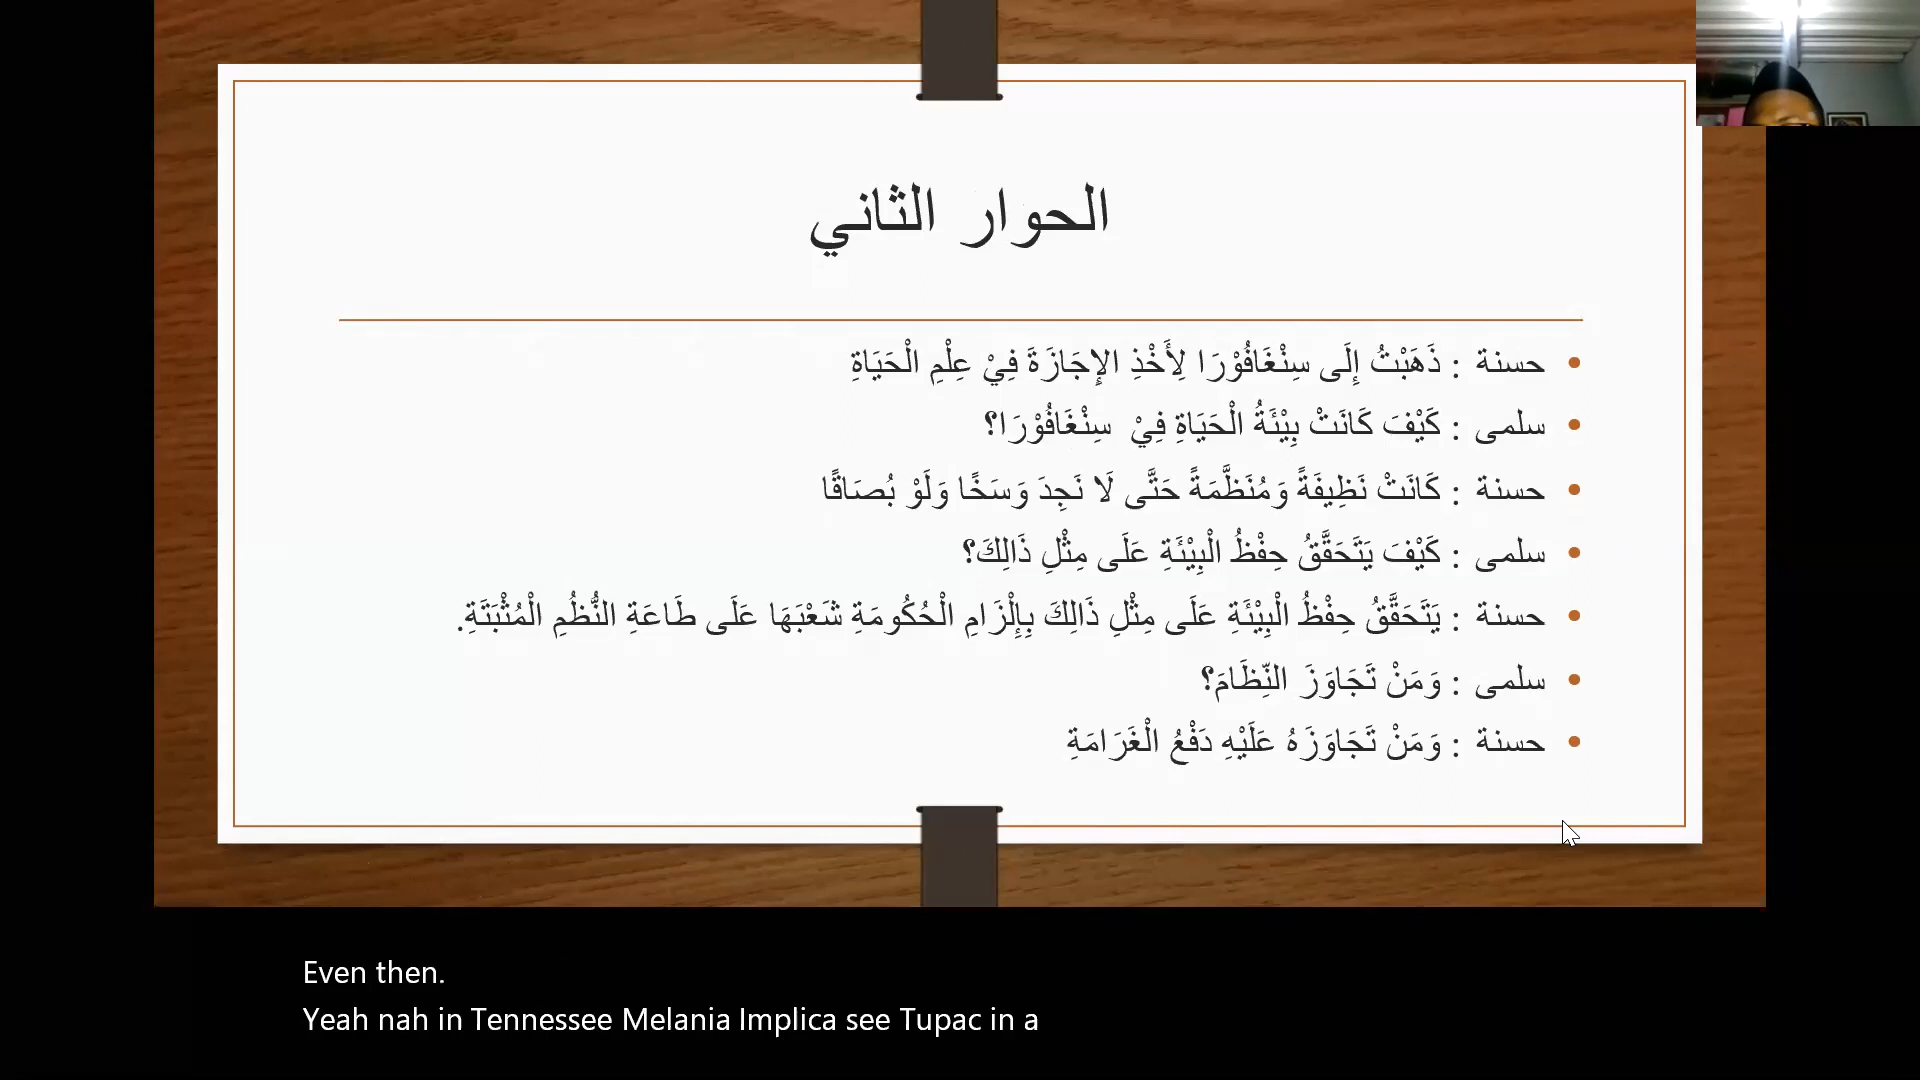 الحوار الثاني
حسنة : ذَهَبْتُ إِلَى سِنْغَافُوْرَا لِأَخْذِ الإِجَازَةَ فِيْ عِلْمِ الْحَيَاةِ
سلمى : كَيْفَ كَانَتْ بِيْئَةُ الْحَيَاةِ فِيْ سِنْغَافُوْرَا؟
حسنة : كَانَتْ نَظِيفَةً وَمُنَظَّمَةً حَتَّى لَا نَجِدَ وَسَخًا وَلَوْ بُصَاقًا
سلمى : كَيْفَ يَتَحَقَّقُ حِفْظُ الْبِيْئَةِ عَلَى مِثْلِ ذَالِكَ؟
حسنة : يَتَحَقَّقُ حِفْظُ الْبِيْئَةِ عَلَى مِثْلِ ذَالِكَ بِإِلْزَامِ الْحُكُومَةِ شَعْبَهَا عَلَى طَاعَةِ النُّظُمِ الْمُثْبَتَةِ.
سلمى : وَمَنْ تَجَاوَزَ النِّظَامَ؟
حسنة : وَمَنْ تَجَاوَزَهُ عَلَيْهِ دَفْعُ الْغَرَامَةِ
Even then.
Yeah nah in Tennessee Melania Implica see Tupac in a